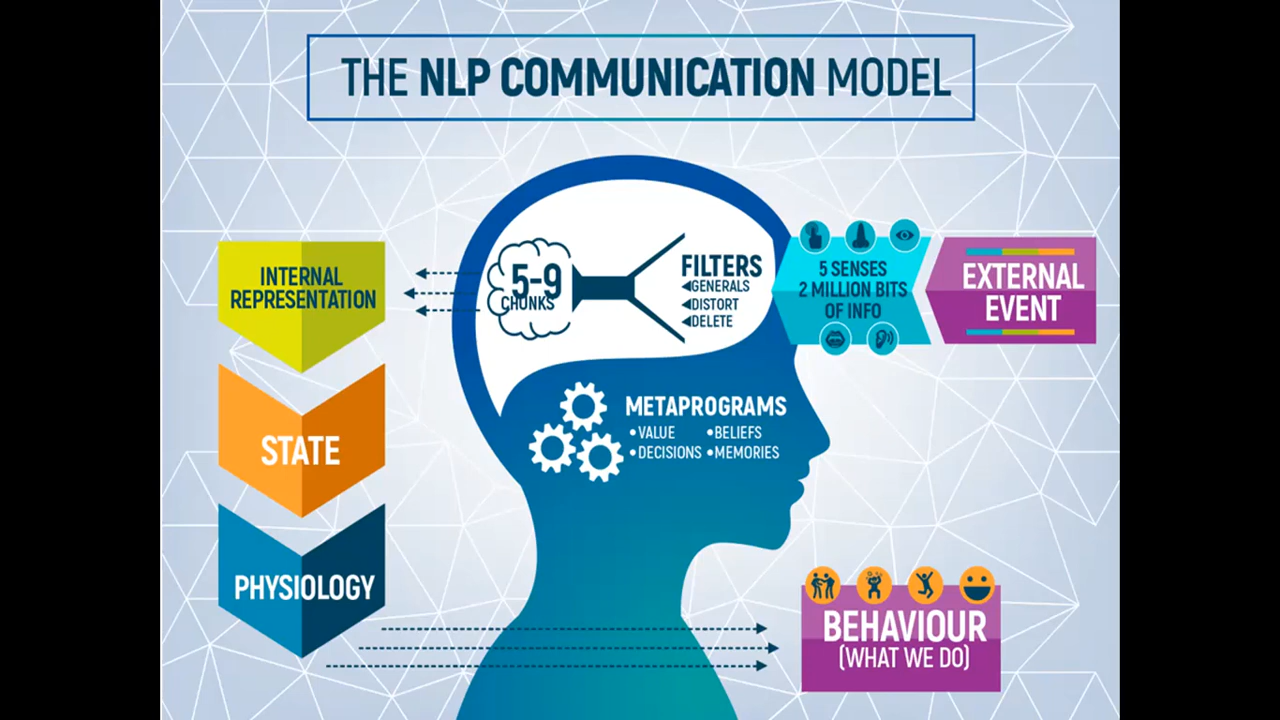 THE NLP COMMUNICATION MODEL
INTERNAL
REPRESENTATION
STATE
PHYSIOLOGY
5-9
CHUNKS
FILTERS
GENERALS
DISTORT
DELETE
5 SENSES
2 MILLION BITS
OF INFO
EXTERNAL
EVENT
METAPROGRAMS
•VALUE •BELIEFS
•DECISIONS •MEMORIES
BEHAVIOUR
(WHAT WE DO)